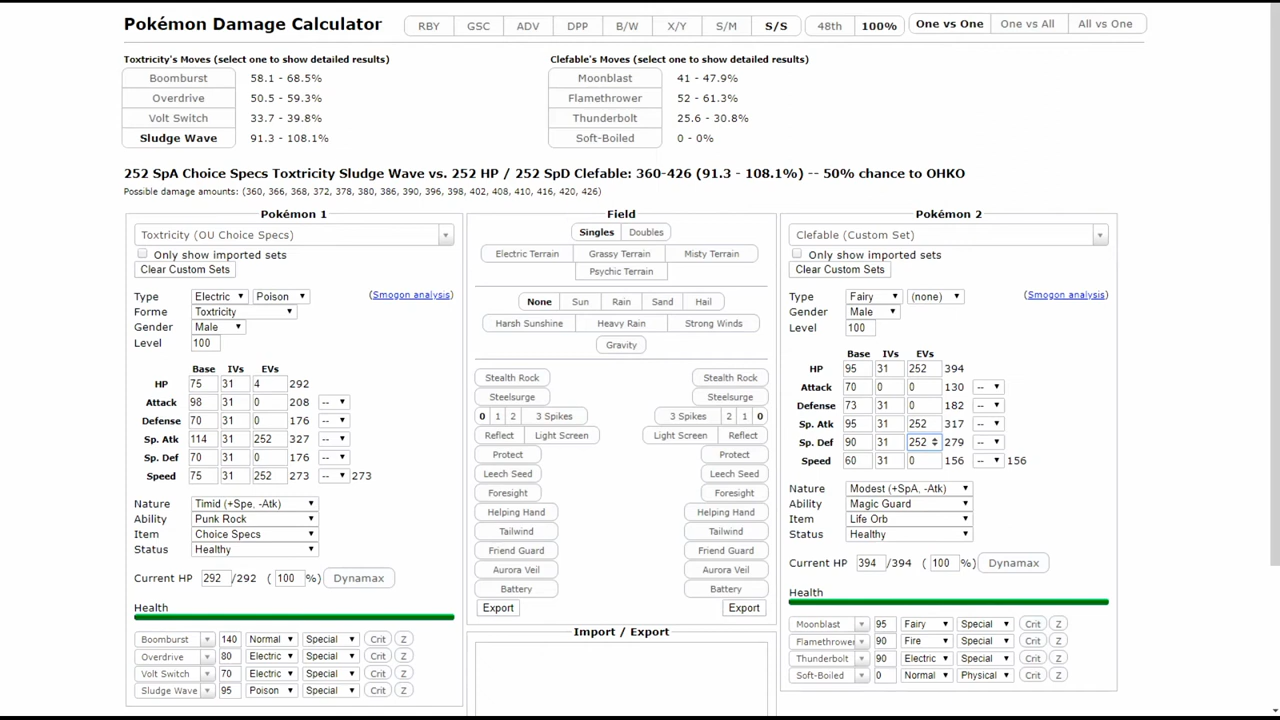 Pokémon Damage Calculator
RBY GSC ADV DPP B/W X/Y S/M S/S 48th 100% One vs One One vs All All vs One
Toxtricity's Moves (select one to show detailed results)
Boomburst 58.1 - 68.5%
Overdrive 50.5 - 59.3%
Volt Switch 33.7 - 39.8%
Sludge Wave 91.3 - 108.1%
Clefable's Moves (select one to show detailed results)
Moonblast 41 - 47.9%
Flamethrower 52 - 61.3%
Thunderbolt 25.6 - 30.8%
Soft-Boiled 0 - 0%
252 SpA Choice Specs Toxtricity Sludge Wave vs. 252 HP / 252 SpD Clefable: 360-426 (91.3 - 108.1%) -- 50% chance to OHKO
Possible damage amounts: (360, 366, 368, 372, 378, 380, 386, 390, 396, 398, 402, 408, 410, 416, 420, 426)
Pokémon 1
Toxtricity (OU Choice Specs)
Only show imported sets
Clear Custom Sets
Type Electric Poison (Smogon analysis)
Forme Toxtricity
Gender Male
Level 100
Base IVs EVs
HP 75 31 4 292
Attack 98 31 0 208 --
Defense 70 31 0 176 --
Sp. Atk 114 31 252 327 --
Sp. Def 70 31 0 176 --
Speed 75 31 252 273 -- 273
Nature Timid (+Spe, -Atk)
Ability Punk Rock
Item Choice Specs
Status Healthy
Current HP 292 /292 ( 100 %) Dynamax
Health
Boomburst 140 Normal Special Crit Z
Overdrive 80 Electric Special Crit Z
Volt Switch 70 Electric Special Crit Z
Sludge Wave 95 Poison Special Crit Z
Field
Singles Doubles
Electric Terrain Grassy Terrain Misty Terrain
Psychic Terrain
None Sun Rain Sand Hail
Harsh Sunshine Heavy Rain Strong Winds
Gravity
Stealth Rock Stealth Rock
Steelsurge Steelsurge
0 1 2 3 Spikes 3 Spikes 2 1 0
Reflect Light Screen Light Screen Reflect
Protect Protect
Leech Seed Leech Seed
Foresight Foresight
Helping Hand Helping Hand
Tailwind Tailwind
Friend Guard Friend Guard
Aurora Veil Aurora Veil
Battery Battery
Export Export
Import / Export
Pokémon 2
Clefable (Custom Set)
Only show imported sets
Clear Custom Sets
Type Fairy (none) (Smogon analysis)
Gender Male
Level 100
Base IVs EVs
HP 95 31 252 394
Attack 70 31 0 130 --
Defense 73 31 0 182 --
Sp. Atk 95 31 252 317 --
Sp. Def 90 31 252 279 --
Speed 60 31 0 156 -- 156
Nature Modest (+SpA, -Atk)
Ability Magic Guard
Item Life Orb
Status Healthy
Current HP 394 /394 ( 100 %) Dynamax
Health
Moonblast 95 Fairy Special Crit Z
Flamethrower 90 Fire Special Crit Z
Thunderbolt 90 Electric Special Crit Z
Soft-Boiled 0 Normal Physical Crit Z